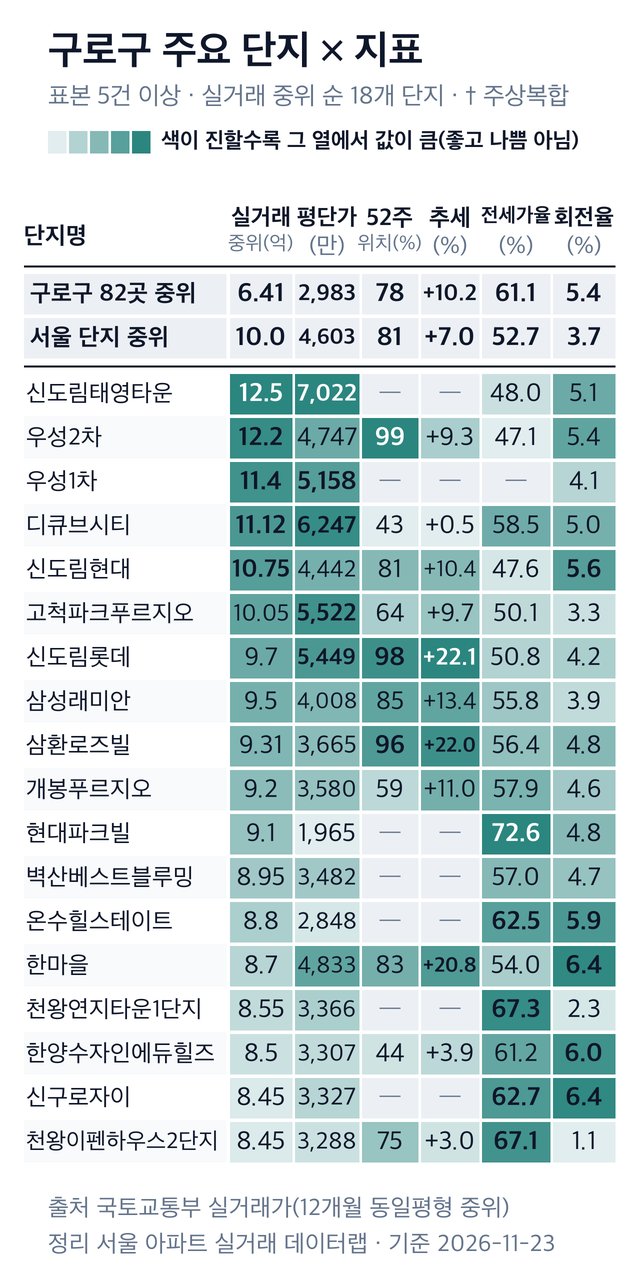 구로구 주요 단지 × 지표
표본 5건 이상 · 실거래 중위 순 18개 단지 · † 주상복합
색이 진할수록 그 열에서 값이 큼(좋고 나쁨 아님)
단지명 실거래 중위(억) 평단가 (만) 52주 위치(%) 추세 (%) 전세가율 (%) 회전율 (%)
구로구 82곳 중위 6.41 2,983 78 +10.2 61.1 5.4
서울 단지 중위 10.0 4,603 81 +7.0 52.7 3.7
신도림태영타운 12.5 7,022 — — 48.0 5.1
우성2차 12.2 4,747 99 +9.3 47.1 5.4
우성1차 11.4 5,158 — — — 4.1
디큐브시티 11.12 6,247 43 +0.5 58.5 5.0
신도림현대 10.75 4,442 81 +10.4 47.6 5.6
고척파크푸르지오 10.05 5,522 64 +9.7 50.1 3.3
신도림롯데 9.7 5,449 98 +22.1 50.8 4.2
삼성래미안 9.5 4,008 85 +13.4 55.8 3.9
삼환로즈빌 9.31 3,665 96 +22.0 56.4 4.8
개봉푸르지오 9.2 3,580 59 +11.0 57.9 4.6
현대파크빌 9.1 1,965 — — 72.6 4.8
벽산베스트블루밍 8.95 3,482 — — 57.0 4.7
온수힐스테이트 8.8 2,848 — — 62.5 5.9
한마을 8.7 4,833 83 +20.8 54.0 6.4
천왕연지타운1단지 8.55 3,366 — — 67.3 2.3
한양수자인에듀힐즈 8.5 3,307 44 +3.9 61.2 6.0
신구로자이 8.45 3,327 — — 62.7 6.4
천왕이펜하우스2단지 8.45 3,288 75 +3.0 67.1 1.1
출처 국토교통부 실거래가(12개월 동일평형 중위)
정리 서울 아파트 실거래 데이터랩 · 기준 2026-11-23